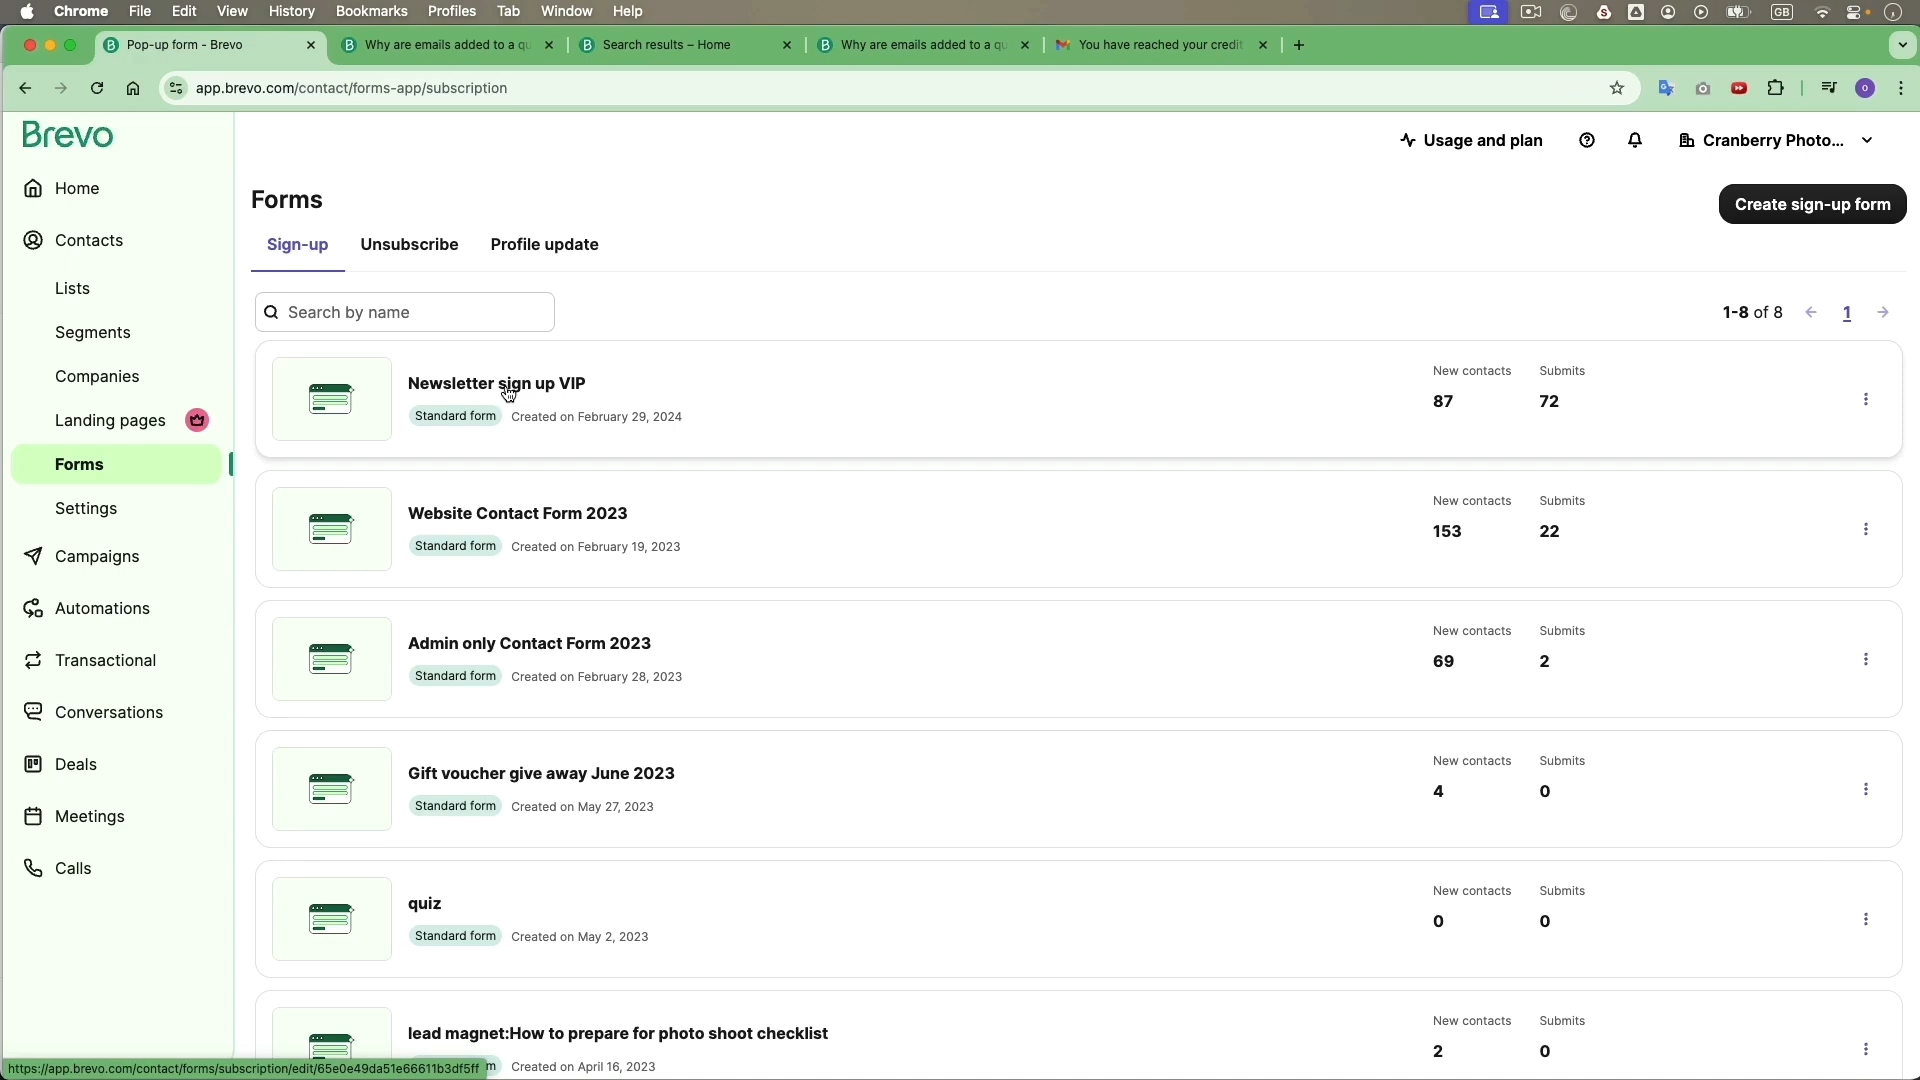 Chrome File Edit View History Bookmarks Profiles Tab Window Help GB
Pop-up form - Brevo
Why are emails added to a qu
Search results – Home
Why are emails added to a qu
You have reached your credit
app.brevo.com/contact/forms-app/subscription
Brevo
Usage and plan
Cranberry Photo...
Home
Contacts
Lists
Segments
Companies
Landing pages
Forms
Settings
Campaigns
Automations
Transactional
Conversations
Deals
Meetings
Calls
Forms
Create sign-up form
Sign-up Unsubscribe Profile update
Search by name
1-8 of 8 1
Newsletter sign up VIP
Standard form Created on February 29, 2024
New contacts Submits
87 72
Website Contact Form 2023
Standard form Created on February 19, 2023
New contacts Submits
153 22
Admin only Contact Form 2023
Standard form Created on February 28, 2023
New contacts Submits
69 2
Gift voucher give away June 2023
Standard form Created on May 27, 2023
New contacts Submits
4 0
quiz
Standard form Created on May 2, 2023
New contacts Submits
0 0
lead magnet:How to prepare for photo shoot checklist
Created on April 16, 2023
New contacts Submits
2 0
https://app.brevo.com/contact/forms/subscription/edit/65e0e49da51e66611b3df5ff